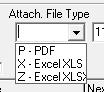 Attach. File Type
P - PDF
X - Excel XLS
Z - Excel XLSX